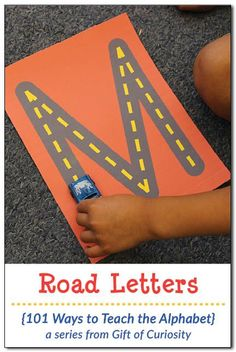 M
Road Letters
{101 Ways to Teach the Alphabet}
a series from Gift of Curiosity